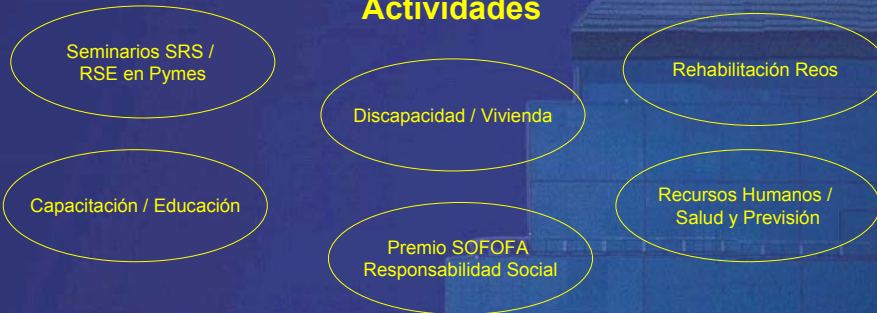 Actividades
Seminarios SRS /
RSE en Pymes
Discapacidad / Vivienda
Rehabilitación Reos
Capacitación / Educación
Premio SOFOFA
Responsabilidad Social
Recursos Humanos /
Salud y Previsión